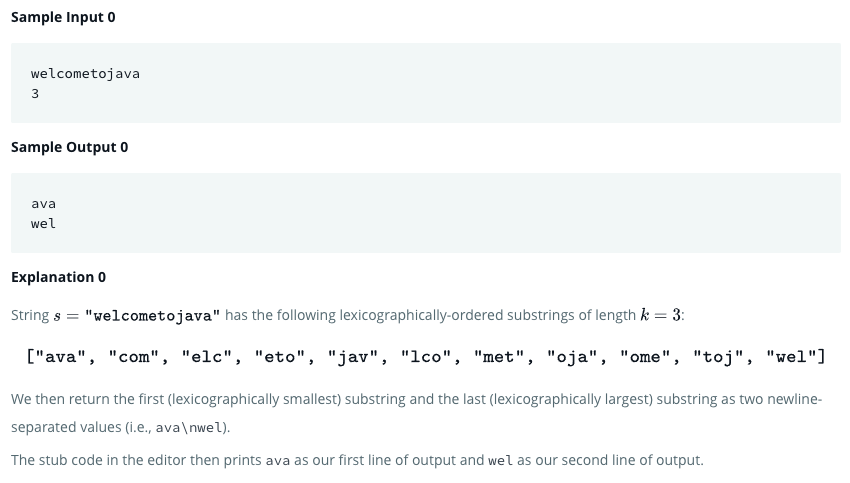 Sample Input 0
welcometojava
3
Sample Output 0
ava
wel
Explanation 0
String s = "welcometojava" has the following lexicographically-ordered substrings of length k = 3:
["ava", "com", "elc", "eto", "jav", "lco", "met", "oja", "ome", "toj", "wel"]
We then return the first (lexicographically smallest) substring and the last (lexicographically largest) substring as two newline-
separated values (i.e., ava\nwel).
The stub code in the editor then prints ava as our first line of output and wel as our second line of output.